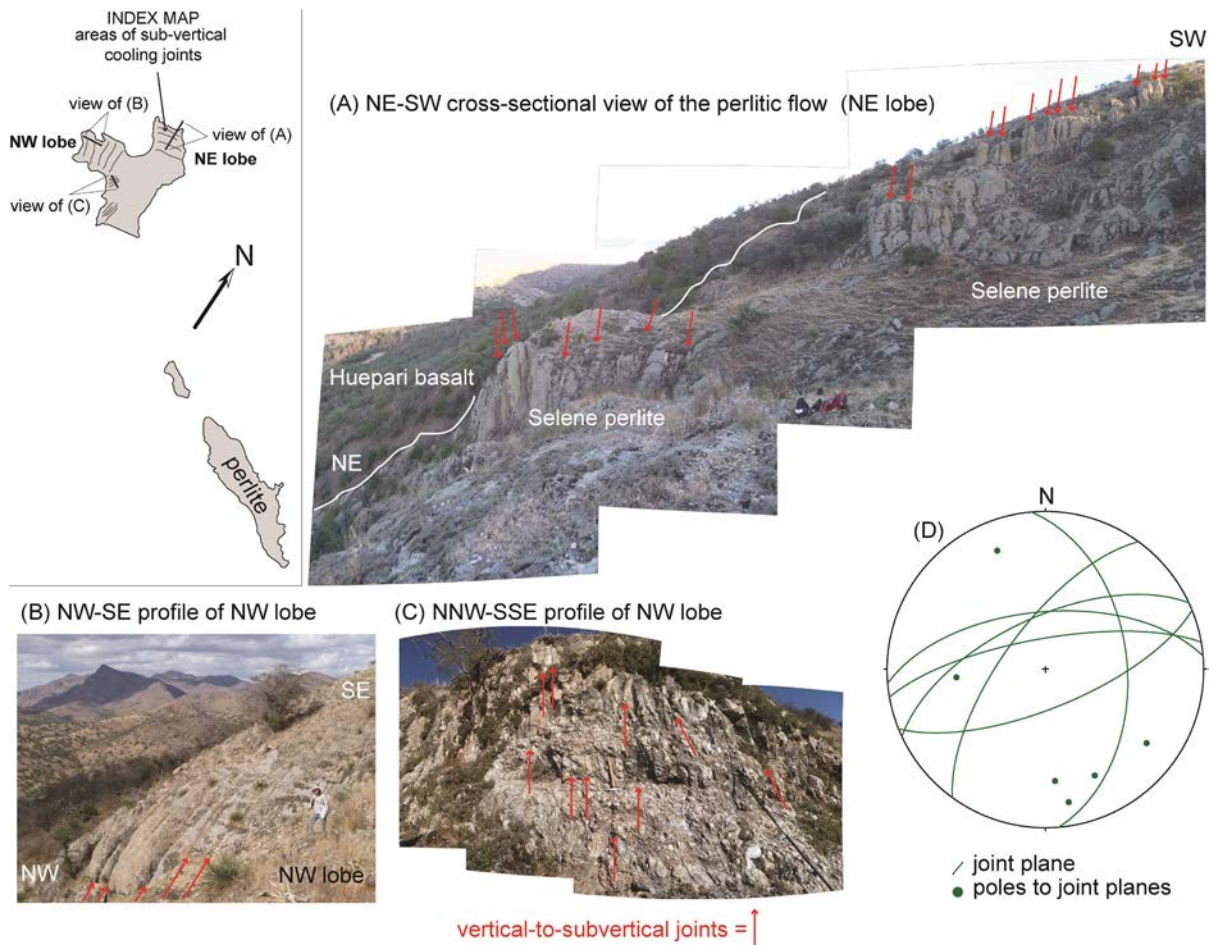 INDEX MAP
areas of sub-vertical
cooling joints
view of (B)
NW lobe
view of (A)
NE lobe
view of (C)
N
perlite
SW
(A) NE-SW cross-sectional view of the perlitic flow (NE lobe)
Selene perlite
Huepari basalt
Selene perlite
NE
(B) NW-SE profile of NW lobe
SE
NW
NW lobe
(C) NNW-SSE profile of NW lobe
vertical-to-subvertical joints =
(D)
N
joint plane
poles to joint planes